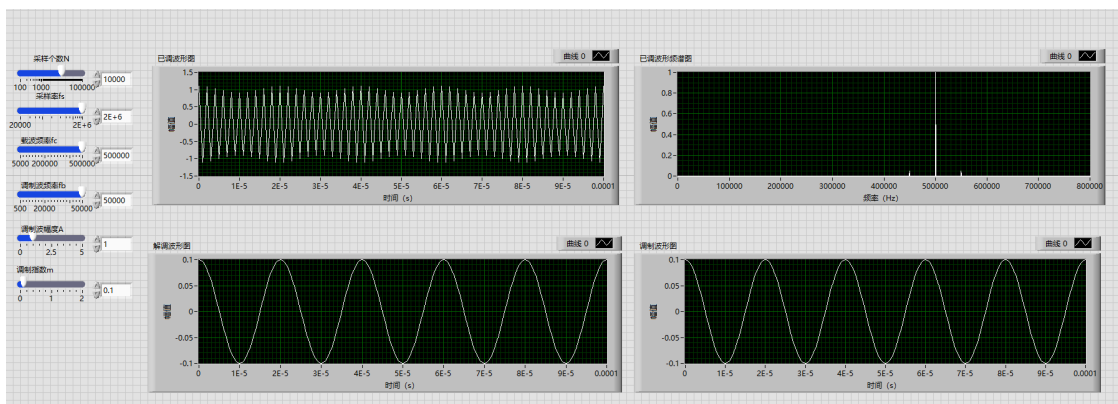 采样个数N
100 1000 100000
10000
采样率fs
20000 2E+6
2E+6
载波频率fc
5000 200000 500000
500000
调制波频率fb
500 20000 50000
50000
调制波幅度A
0 2.5 5
1
调制指数m
0 1 2
0.1
已调波形图
曲线 0
幅值
1.5
1
0.5
0
-0.5
-1
-1.5
0 1E-5 2E-5 3E-5 4E-5 5E-5 6E-5 7E-5 8E-5 9E-5 0.0001
时间 (s)
已调波形频谱图
曲线 0
幅值
1
0.8
0.6
0.4
0.2
0
0 100000 200000 300000 400000 500000 600000 700000 800000
频率 (Hz)
解调波形图
曲线 0
幅值
0.1
0.05
0
-0.05
-0.1
0 1E-5 2E-5 3E-5 4E-5 5E-5 6E-5 7E-5 8E-5 9E-5 0.0001
时间 (s)
调制波形图
曲线 0
幅值
0.1
0.05
0
-0.05
-0.1
0 1E-5 2E-5 3E-5 4E-5 5E-5 6E-5 7E-5 8E-5 9E-5 0.0001
时间 (s)